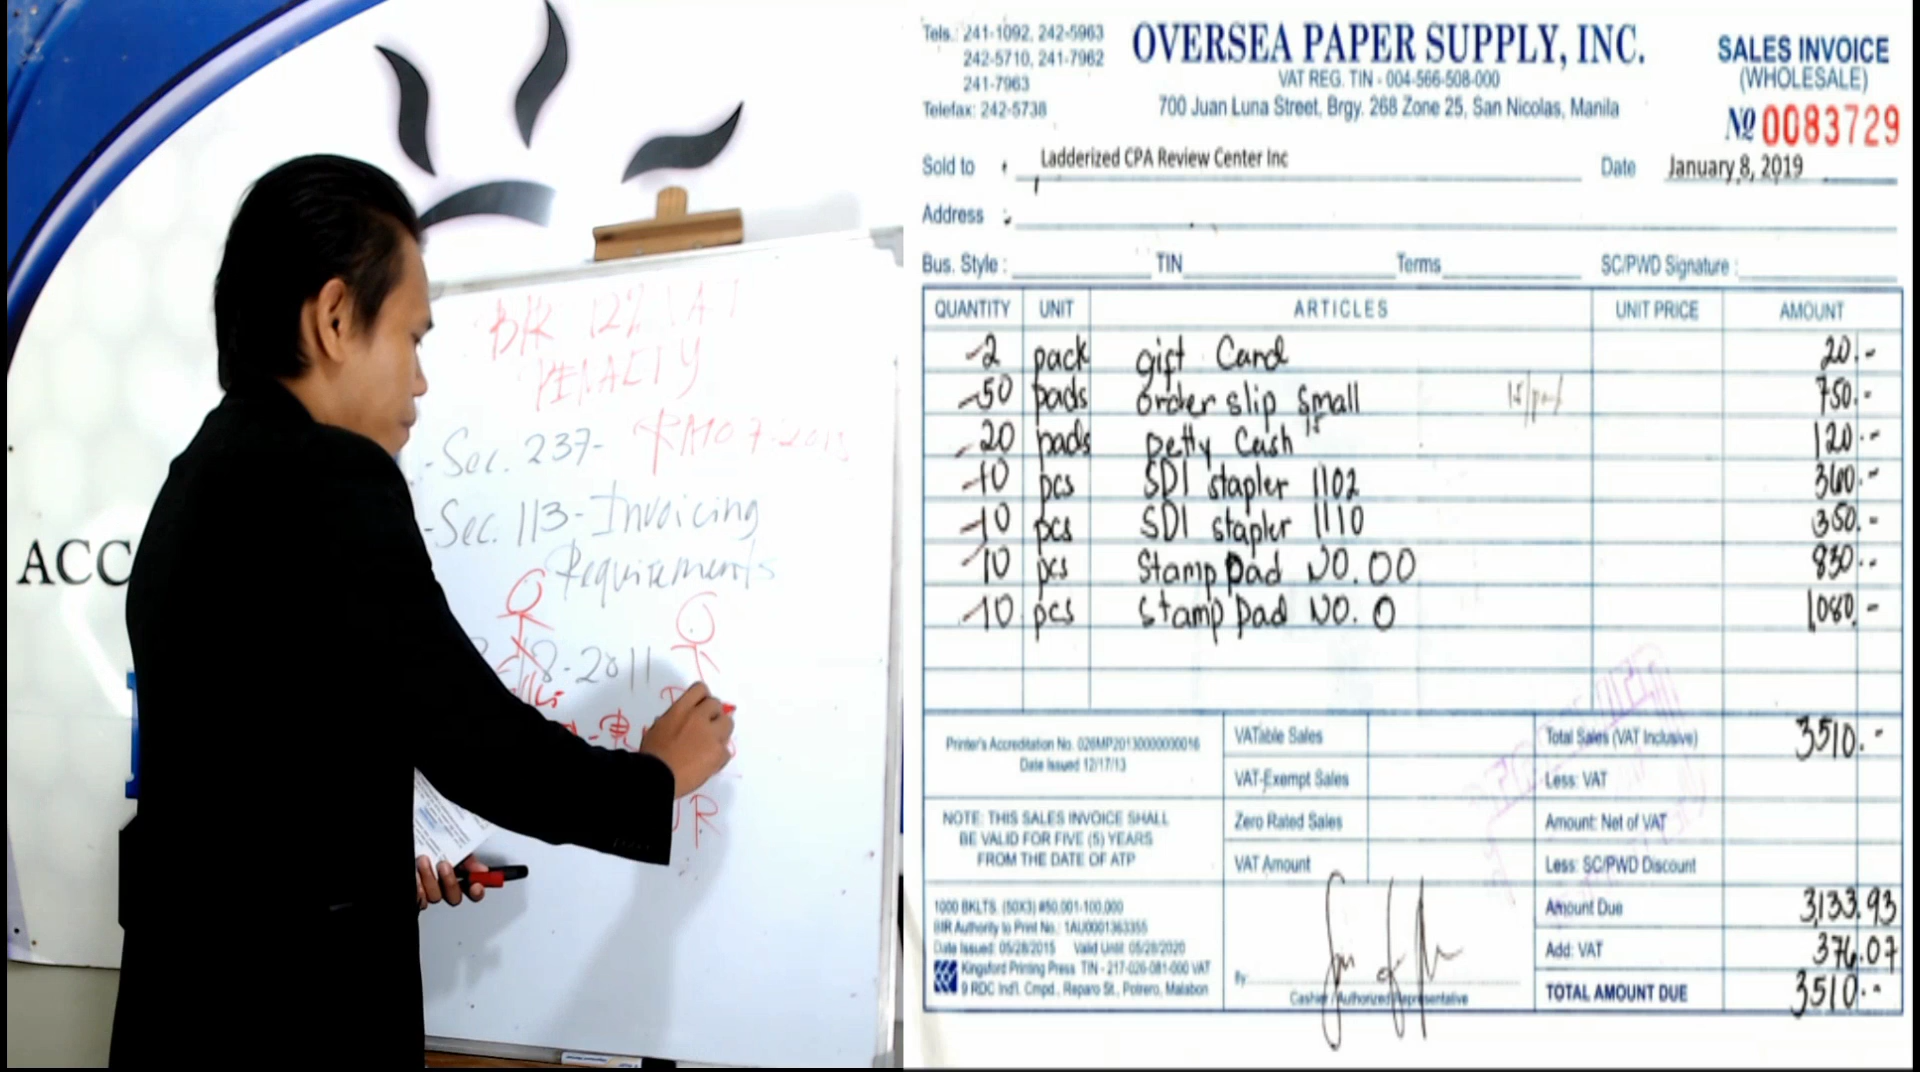 ACC
BIR 12% VAT
PENALTY
-Sec. 237- RMO 7-2015
-Sec. 113-Invoicing
Requirements
18-2011
Tels.: 241-1092, 242-5963
242-5710, 241-7962
241-7963
Telefax: 242-5738
OVERSEA PAPER SUPPLY, INC.
VAT REG. TIN - 004-566-508-000
700 Juan Luna Street, Brgy. 268 Zone 25, San Nicolas, Manila
SALES INVOICE
(WHOLESALE)
№ 0083729
Sold to : Ladderized CPA Review Center Inc Date January 8, 2019
Address :
Bus. Style : TIN Terms SC/PWD Signature :
QUANTITY UNIT ARTICLES UNIT PRICE AMOUNT
2 pack gift Card 20.-
50 pads order slip small 750.-
20 pads petty Cash 15 120.-
10 pcs SDI stapler 1102 360.-
10 pcs SDI stapler 1110 350.-
10 pcs Stamp Pad NO. 00 830.-
10 pcs Stamp Pad NO. 0 1,080.-
Printer's Accreditation No. 026MP20130000000016
Date Issued 12/17/13
NOTE: THIS SALES INVOICE SHALL
BE VALID FOR FIVE (5) YEARS
FROM THE DATE OF ATP
1000 BKLTS. (50X3) #50,001-100,000
BIR Authority to Print No.: 1AU0001363355
Date Issued: 05/28/2015 Valid Until: 05/28/2020
Kingsford Printing Press TIN - 217-026-081-000 VAT
9 RDC Ind'l. Cmpd., Reparo St., Potrero, Malabon
VATable Sales
VAT-Exempt Sales
Zero Rated Sales
VAT Amount
By:
Cashier / Authorized Representative
Total Sales (VAT Inclusive) 3510.-
Less: VAT
Amount: Net of VAT
Less: SC/PWD Discount
Amount Due 3,133.93
Add: VAT 376.07
TOTAL AMOUNT DUE 3510.-